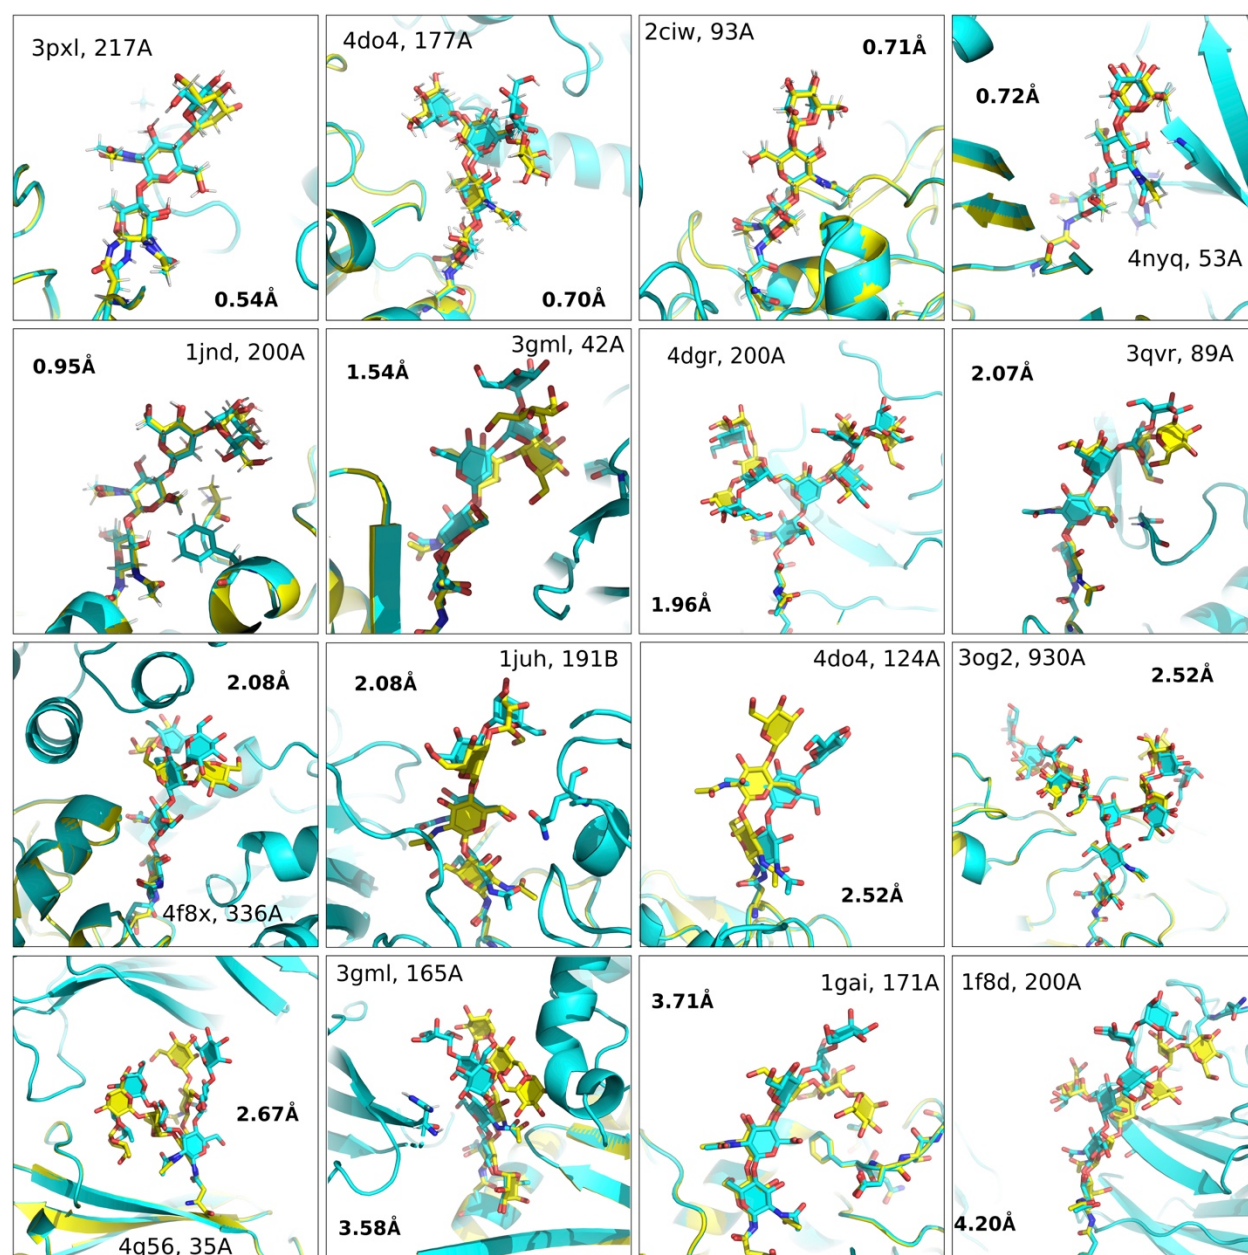 3pxl, 217A
0.54Å
4do4, 177A
0.70Å
2ciw, 93A
0.71Å
0.72Å
4nyq, 53A
1jnd, 200A
0.95Å
3gml, 42A
1.54Å
4dgr, 200A
1.96Å
3qvr, 89A
2.07Å
2.08Å
4f8x, 336A
1juh, 191B
2.08Å
4do4, 124A
2.52Å
3og2, 930A
2.52Å
2.67Å
4q56, 35A
3gml, 165A
3.58Å
1gai, 171A
3.71Å
1f8d, 200A
4.20Å